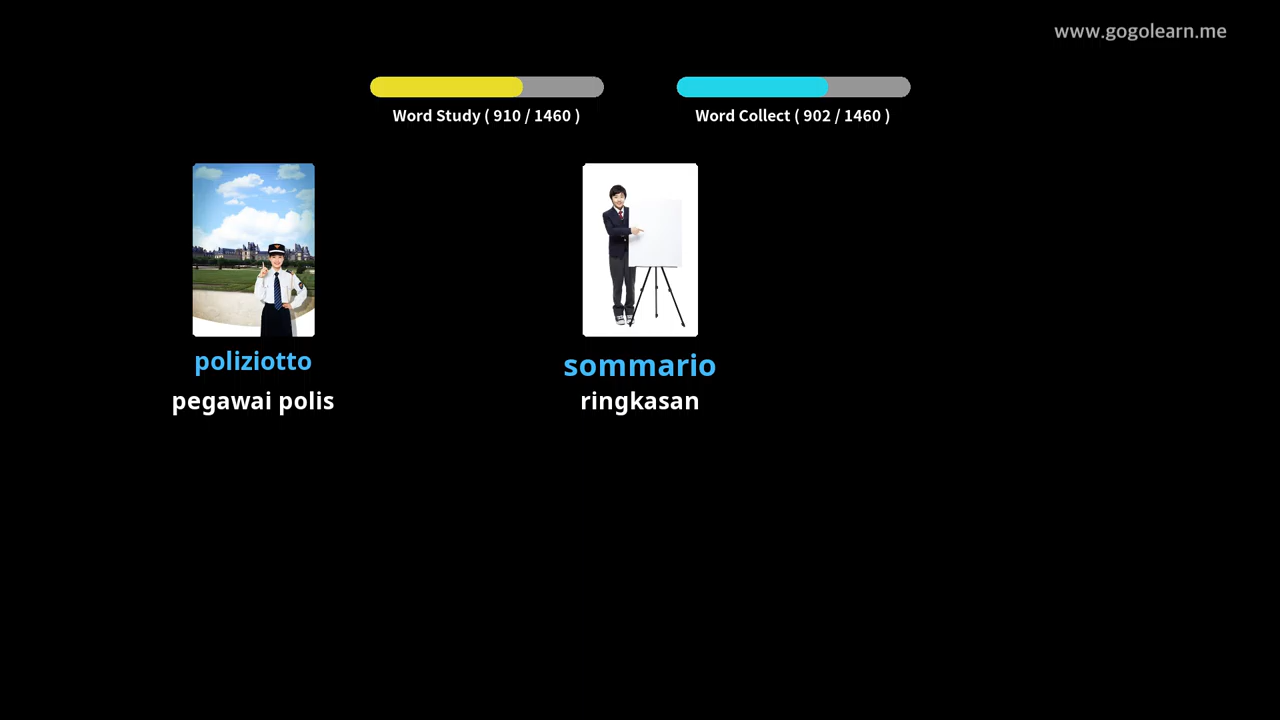 www.gogolearn.me
Word Study ( 910 / 1460 )
Word Collect ( 902 / 1460 )
poliziotto
pegawai polis
sommario
ringkasan